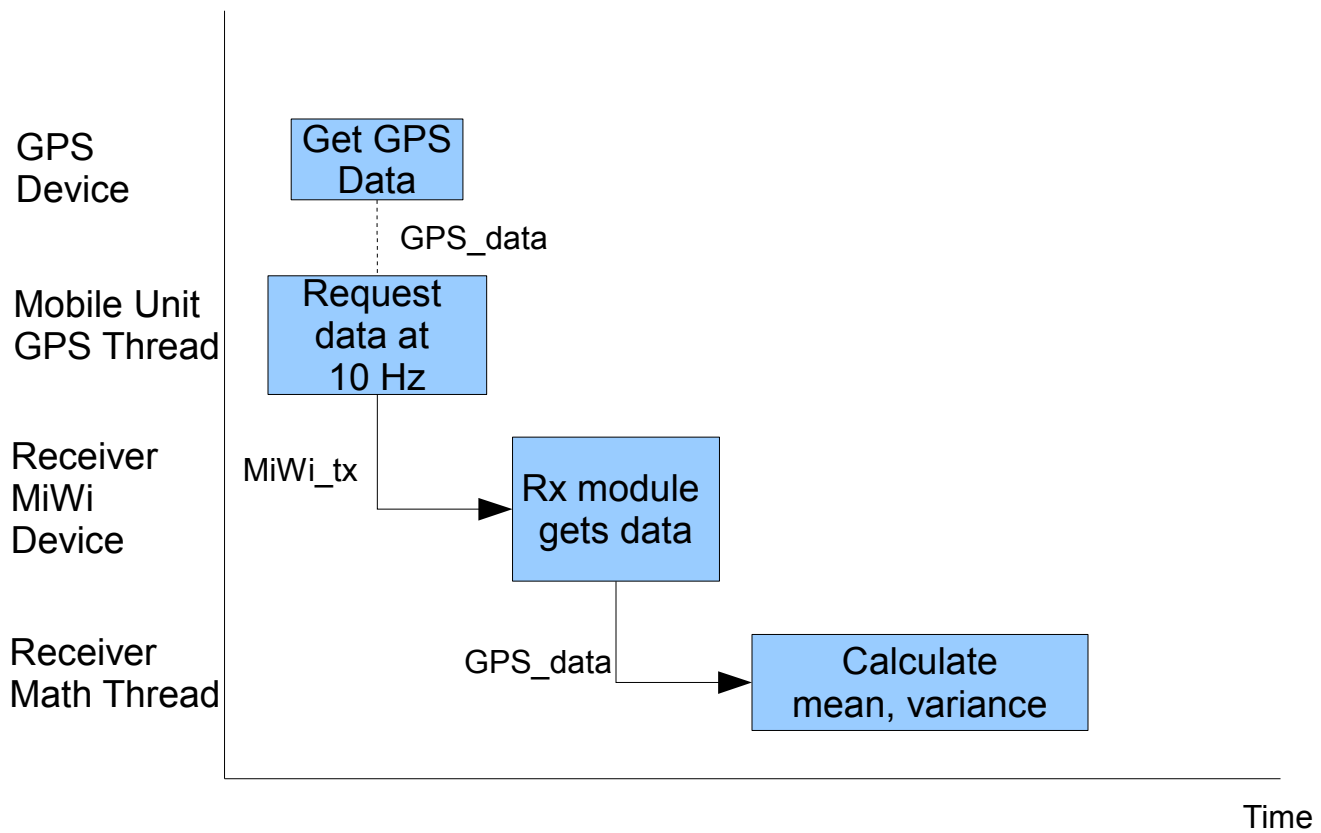 GPS
Device
Get GPS
Data
GPS_data
Mobile Unit
GPS Thread
Request
data at
10 Hz
Receiver
MiWi
Device
MiWi_tx
Rx module
gets data
Receiver
Math Thread
GPS_data
Calculate
mean, variance
Time